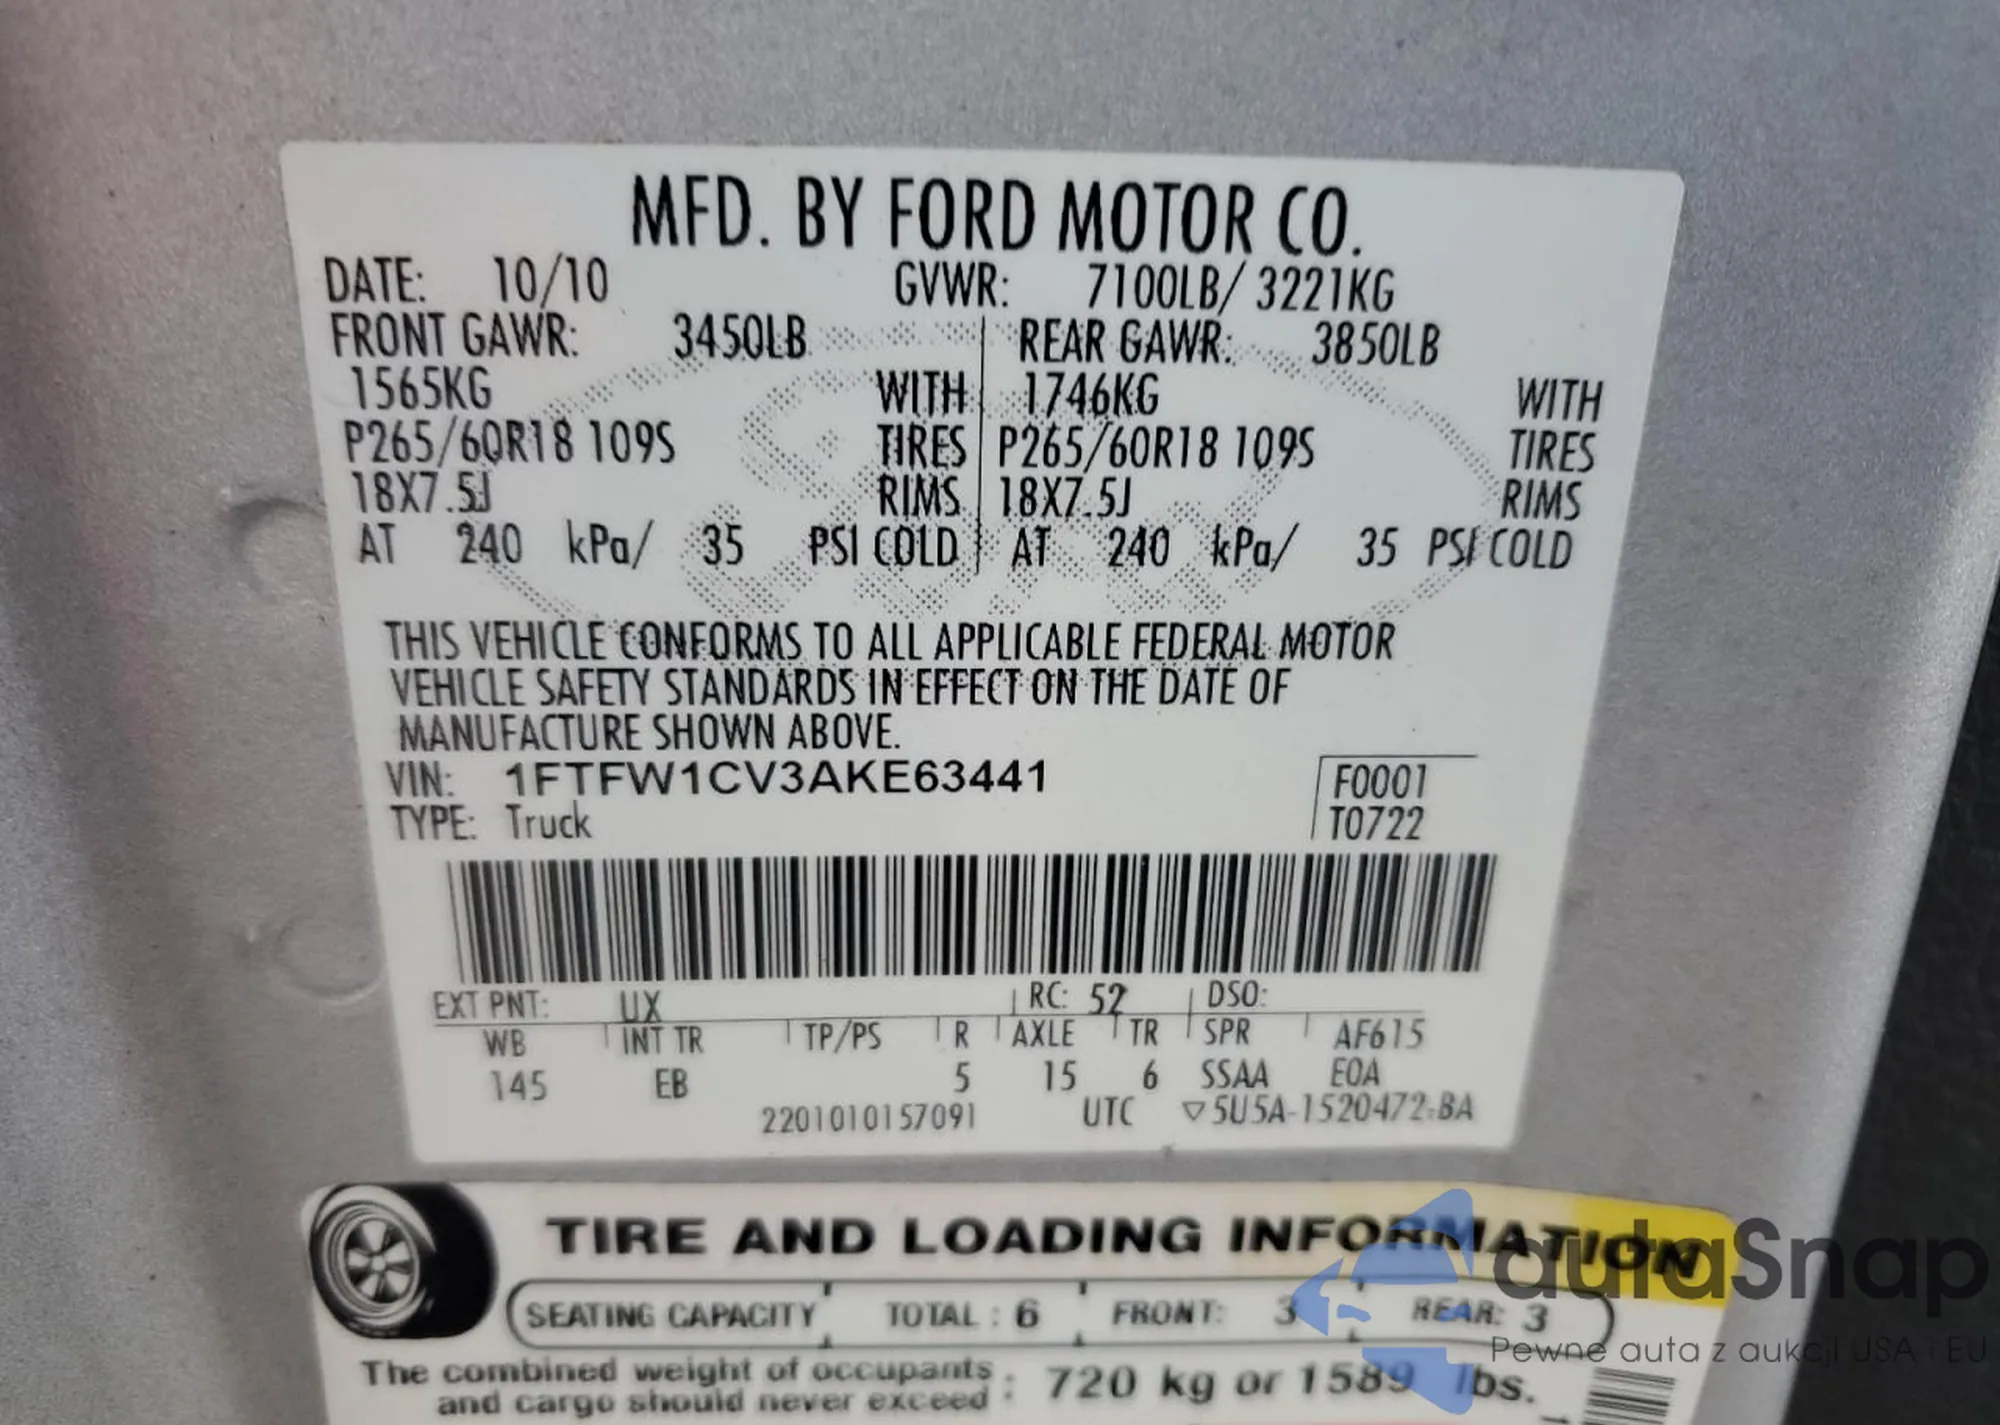 MFD. BY FORD MOTOR CO.
DATE: 10/10 GVWR: 7100LB/ 3221KG
FRONT GAWR: 3450LB REAR GAWR: 3850LB
1565KG WITH 1746KG WITH
P265/60R18 109S TIRES P265/60R18 109S TIRES
18X7.5J RIMS 18X7.5J RIMS
AT 240 kPa/ 35 PSI COLD AT 240 kPa/ 35 PSI COLD
THIS VEHICLE CONFORMS TO ALL APPLICABLE FEDERAL MOTOR
VEHICLE SAFETY STANDARDS IN EFFECT ON THE DATE OF
MANUFACTURE SHOWN ABOVE.
VIN: 1FTFW1CV3AKE63441 F0001
TYPE: Truck T0722
EXT PNT: UX RC: 52 DSO:
WB INT TR TP/PS R AXLE TR SPR AF615
145 EB 5 15 6 SSAA EOA
2201010157091 UTC ▽5U5A-1520472-BA
TIRE AND LOADING INFORMATION
SEATING CAPACITY TOTAL : 6 FRONT: 3 REAR: 3
The combined weight of occupants
and cargo should never exceed : 720 kg or 1589 lbs.
autaSnap
Pewne auta z aukcji USA i EU